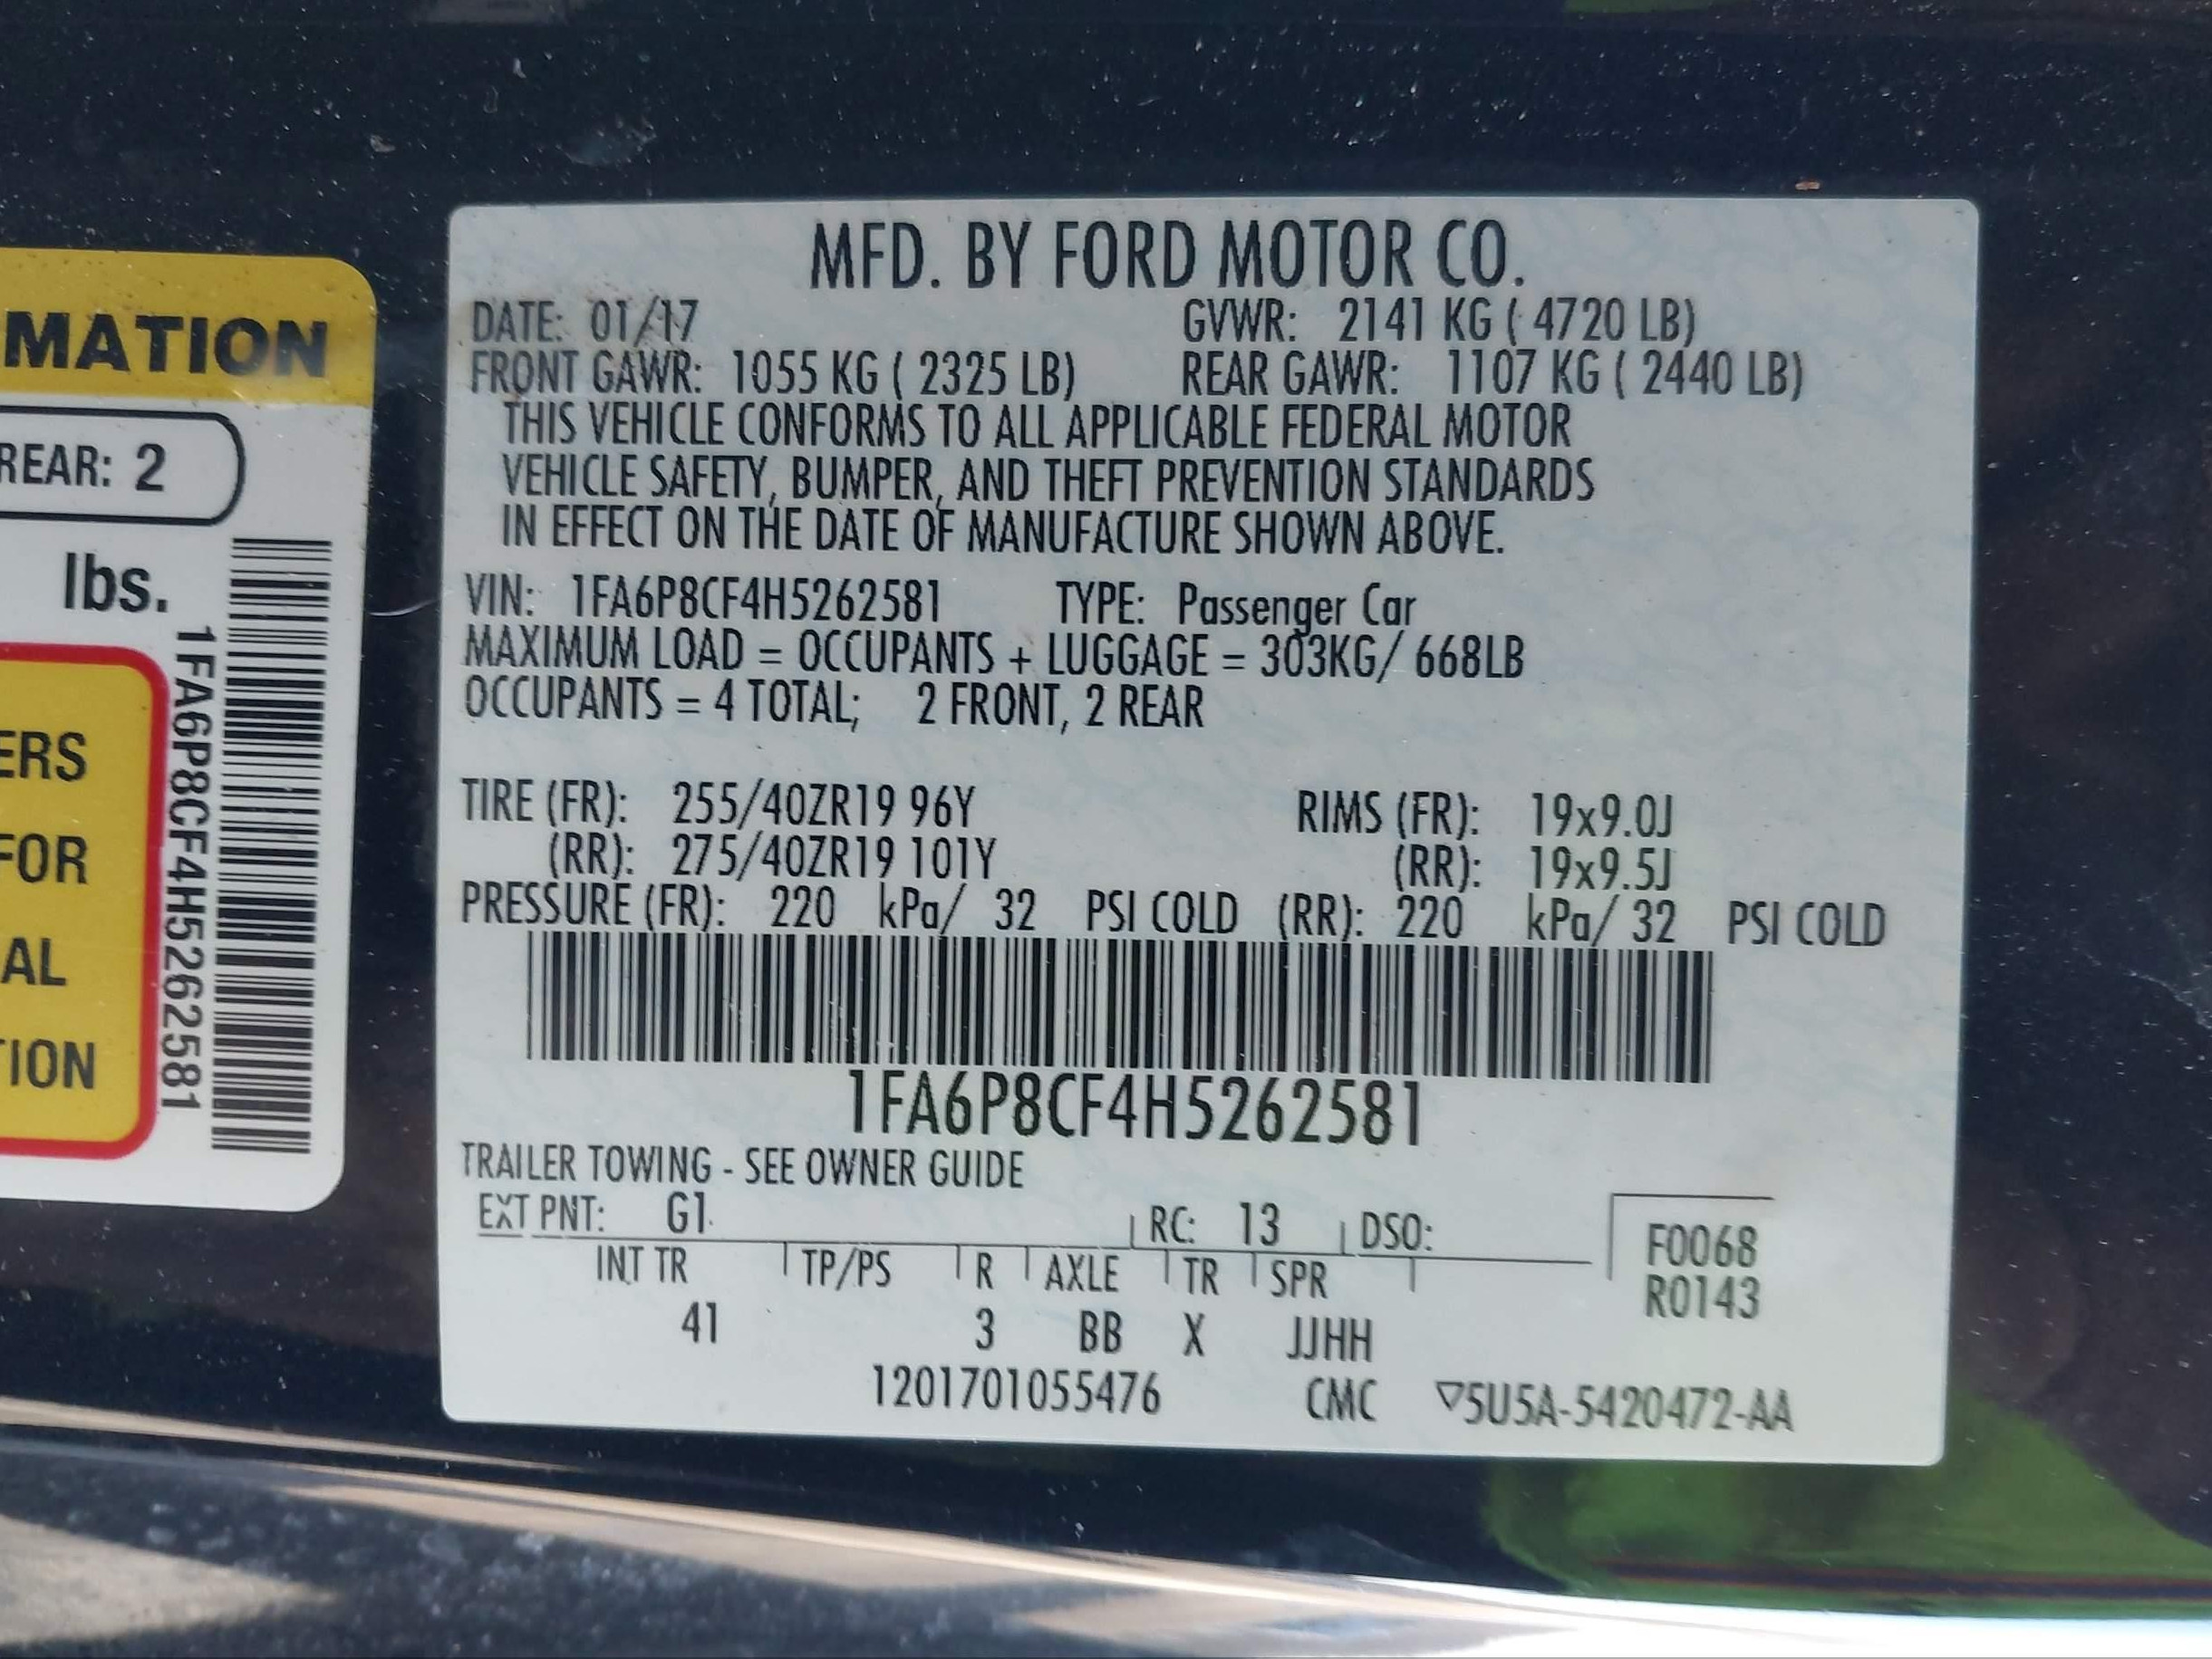 MATION
REAR: 2
lbs.
1FA6P8CF4H5262581
ERS
FOR
AL
TION
MFD. BY FORD MOTOR CO.
DATE: 01/17 GVWR: 2141 KG ( 4720 LB)
FRONT GAWR: 1055 KG ( 2325 LB) REAR GAWR: 1107 KG ( 2440 LB)
THIS VEHICLE CONFORMS TO ALL APPLICABLE FEDERAL MOTOR
VEHICLE SAFETY, BUMPER, AND THEFT PREVENTION STANDARDS
IN EFFECT ON THE DATE OF MANUFACTURE SHOWN ABOVE.
VIN: 1FA6P8CF4H5262581 TYPE: Passenger Car
MAXIMUM LOAD = OCCUPANTS + LUGGAGE = 303KG/ 668LB
OCCUPANTS = 4 TOTAL; 2 FRONT, 2 REAR
TIRE (FR): 255/40ZR19 96Y RIMS (FR): 19x9.0J
(RR): 275/40ZR19 101Y (RR): 19x9.5J
PRESSURE (FR): 220 kPa/ 32 PSI COLD (RR): 220 kPa/ 32 PSI COLD
1FA6P8CF4H5262581
TRAILER TOWING - SEE OWNER GUIDE
EXT PNT: G1 RC: 13 DSO: F0068
INT TR TP/PS R AXLE TR SPR R0143
41 3 BB X JJHH
1201701055476 CMC ▽5U5A-5420472-AA